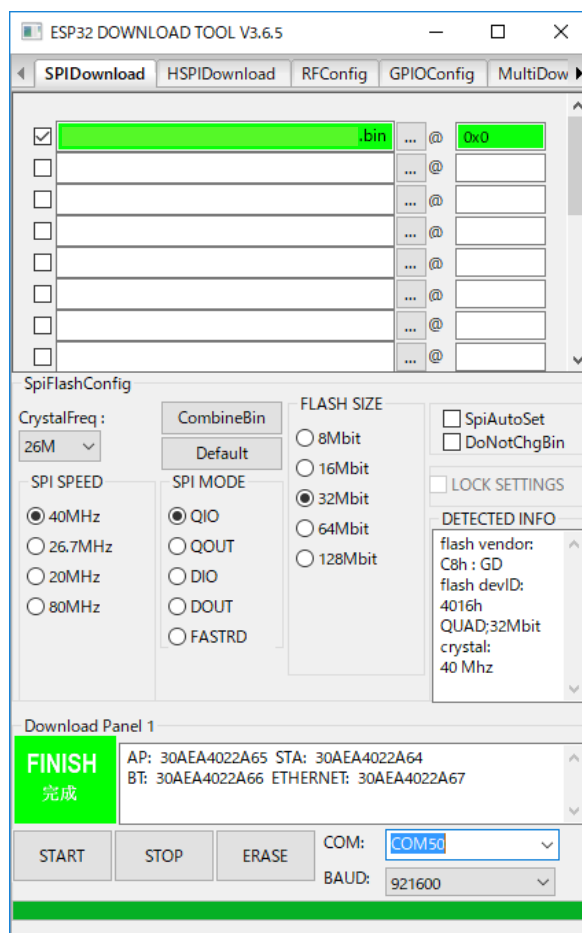 ESP32 DOWNLOAD TOOL V3.6.5
SPIDownload HSPIDownload RFConfig GPIOConfig MultiDow
.bin ... @ 0x0
... @
... @
... @
... @
... @
... @
... @
SpiFlashConfig
CrystalFreq :
26M
CombineBin
Default
SPI SPEED
40MHz
26.7MHz
20MHz
80MHz
SPI MODE
QIO
QOUT
DIO
DOUT
FASTRD
FLASH SIZE
8Mbit
16Mbit
32Mbit
64Mbit
128Mbit
SpiAutoSet
DoNotChgBin
LOCK SETTINGS
DETECTED INFO
flash vendor:
C8h : GD
flash devID:
4016h
QUAD;32Mbit
crystal:
40 Mhz
Download Panel 1
FINISH
完成
AP: 30AEA4022A65 STA: 30AEA4022A64
BT: 30AEA4022A66 ETHERNET: 30AEA4022A67
START
STOP
ERASE
COM: COM50
BAUD: 921600